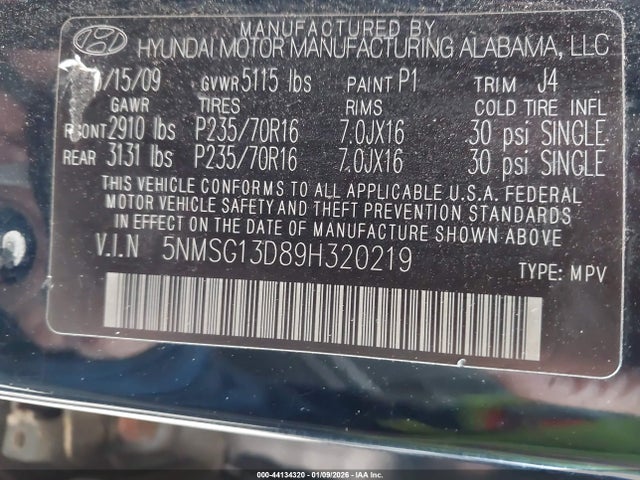 MANUFACTURED BY
HYUNDAI MOTOR MANUFACTURING ALABAMA, LLC
/15/09 GVWR 5115 lbs PAINT P1 TRIM J4
GAWR TIRES RIMS COLD TIRE INFL
FRONT 2910 lbs P235/70R16 7.0JX16 30 psi SINGLE
REAR 3131 lbs P235/70R16 7.0JX16 30 psi SINGLE
THIS VEHICLE CONFORMS TO ALL APPLICABLE U.S.A. FEDERAL
MOTOR VEHICLE SAFETY AND THEFT PREVENTION STANDARDS
IN EFFECT ON THE DATE OF MANUFACTURE SHOWN ABOVE.
V.I.N 5NMSG13D89H320219
TYPE: MPV
000-44134320 - 01/09/2026 - IAA Inc.